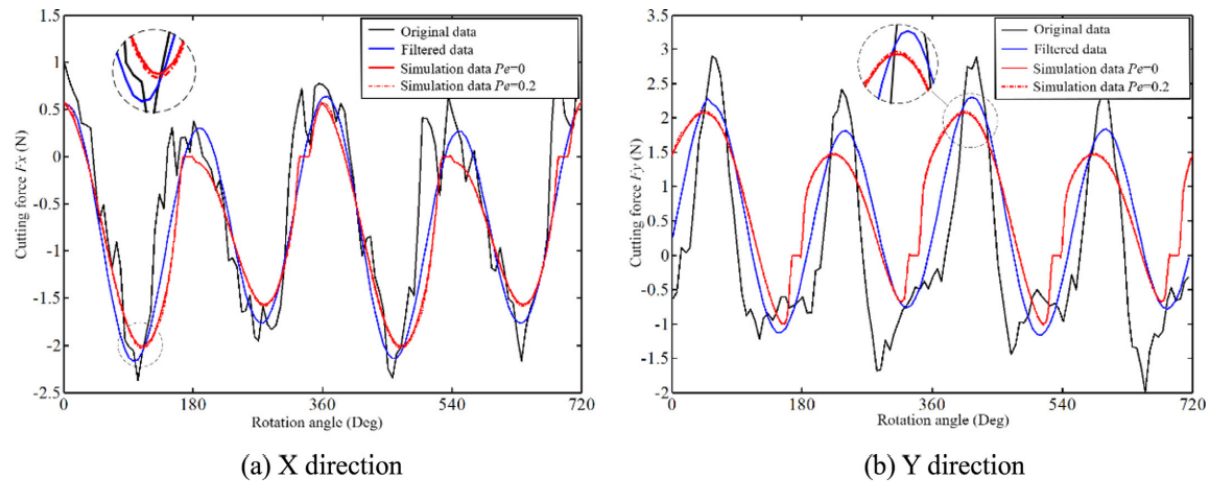 1.5
1
0.5
0
-0.5
-1
-1.5
-2
-2.5
Cutting force Fx (N)
Original data
Filtered data
Simulation data Pe=0
Simulation data Pe=0.2
0 180 360 540 720
Rotation angle (Deg)
(a) X direction
3.5
3
2.5
2
1.5
1
0.5
0
-0.5
-1
-1.5
-2
Cutting force Fy (N)
Original data
Filtered data
Simulation data Pe=0
Simulation data Pe=0.2
0 180 360 540 720
Rotation angle (Deg)
(b) Y direction